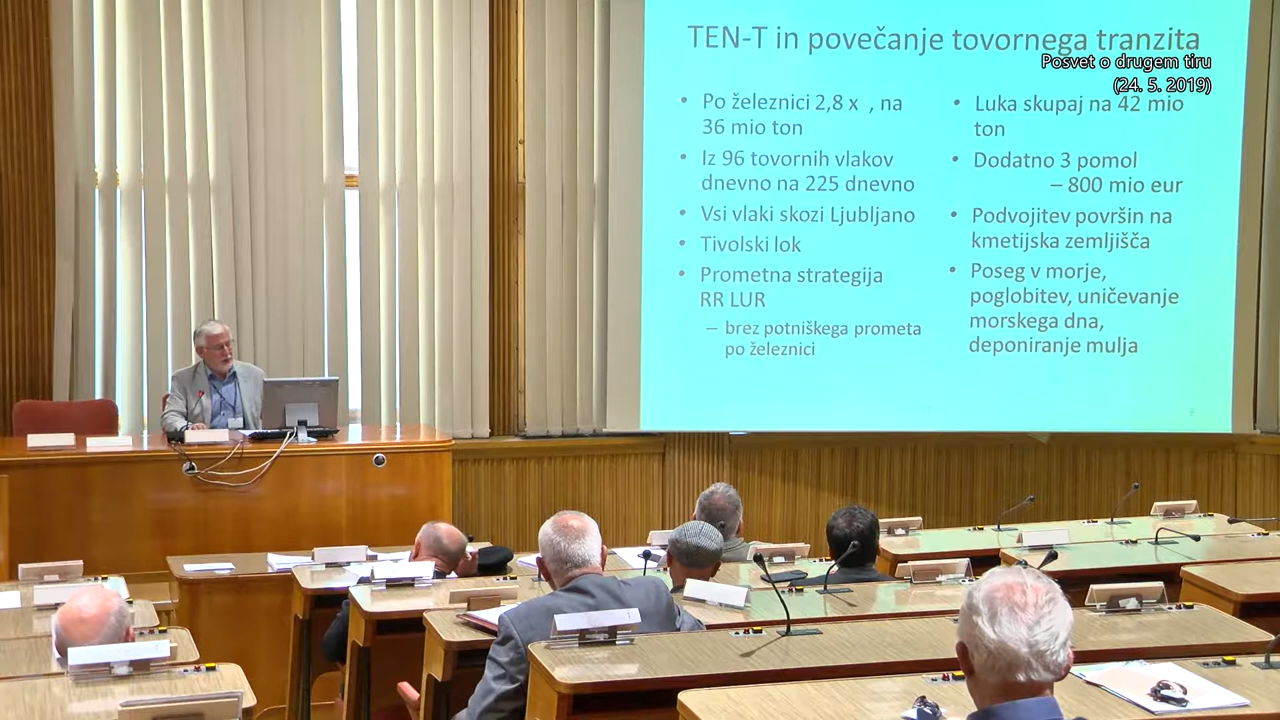 TEN-T in povečanje tovornega tranzita
Posvet o drugem tiru
(24. 5. 2019)
• Po železnici 2,8 x , na
36 mio ton
• Iz 96 tovornih vlakov
dnevno na 225 dnevno
• Vsi vlaki skozi Ljubljano
• Tivolski lok
• Prometna strategija
RR LUR
– brez potniškega prometa
po železnici
• Luka skupaj na 42 mio
ton
• Dodatno 3 pomol
– 800 mio eur
• Podvojitev površin na
kmetijska zemljišča
• Poseg v morje,
poglobitev, uničevanje
morskega dna,
deponiranje mulja